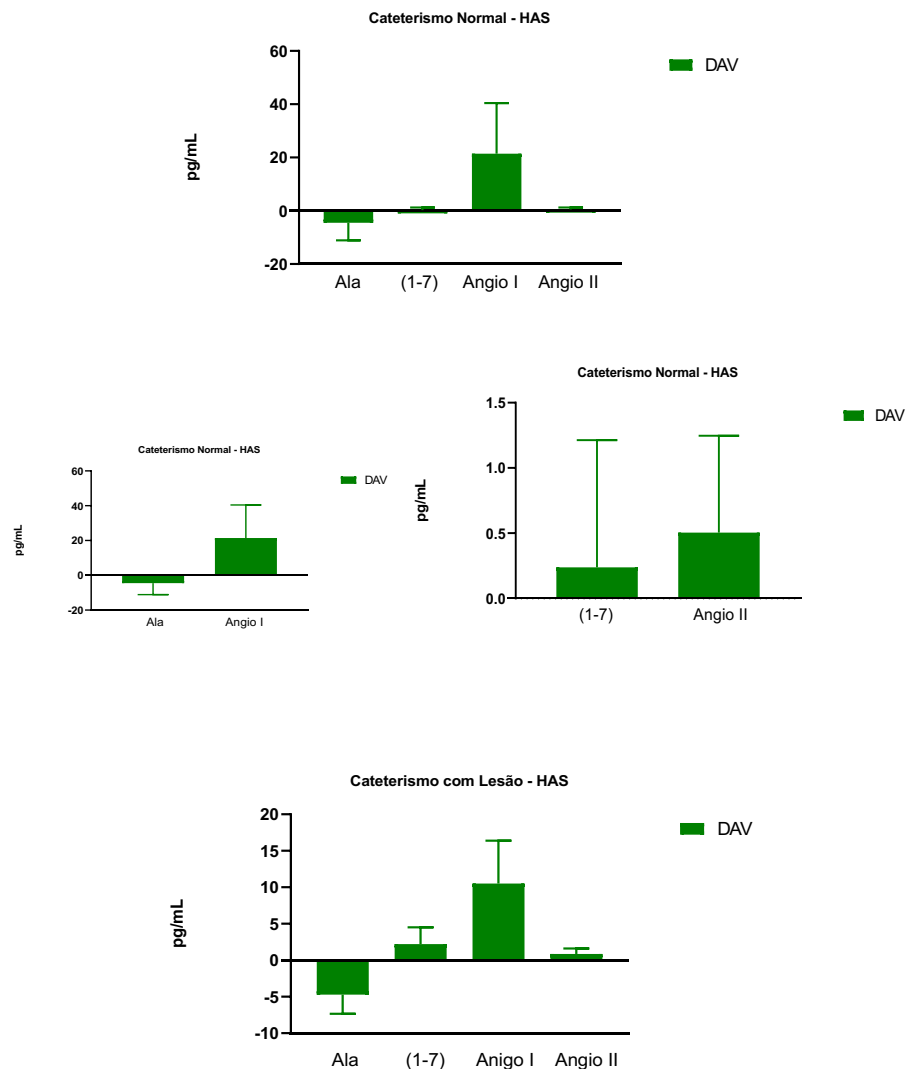 Cateterismo Normal - HAS
60
40
20
0
-20
pg/mL
DAV
Ala (1-7) Angio I Angio II
Cateterismo Normal - HAS
60
40
20
0
-20
pg/mL
DAV
Ala Angio I
Cateterismo Normal - HAS
1.5
1.0
0.5
0.0
pg/mL
DAV
(1-7) Angio II
Cateterismo com Lesão - HAS
20
15
10
5
0
-5
-10
pg/mL
DAV
Ala (1-7) Anigo I Angio II